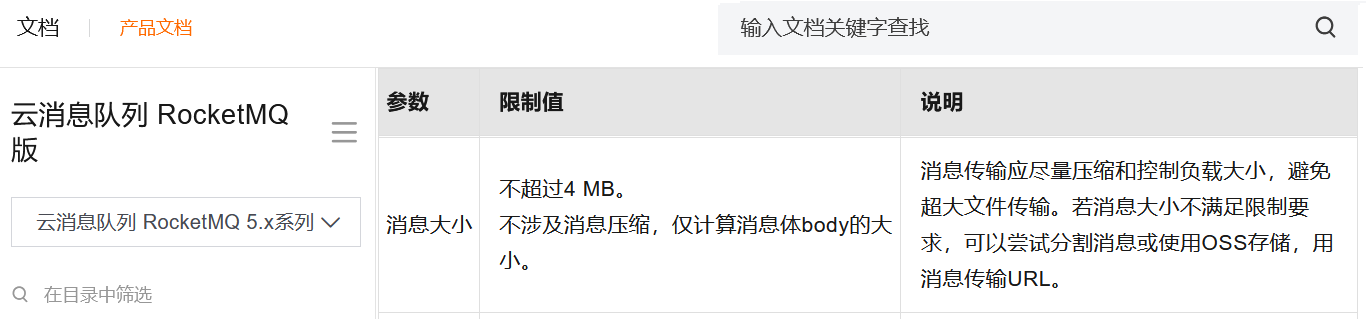 文档
产品文档
输入文档关键字查找
云消息队列 RocketMQ
版
云消息队列 RocketMQ 5.x系列
在目录中筛选
参数
限制值
说明
消息大小
不超过4 MB。
不涉及消息压缩，仅计算消息体body的大
小。
消息传输应尽量压缩和控制负载大小，避免
超大文件传输。若消息大小不满足限制要
求，可以尝试分割消息或使用OSS存储，用
消息传输URL。